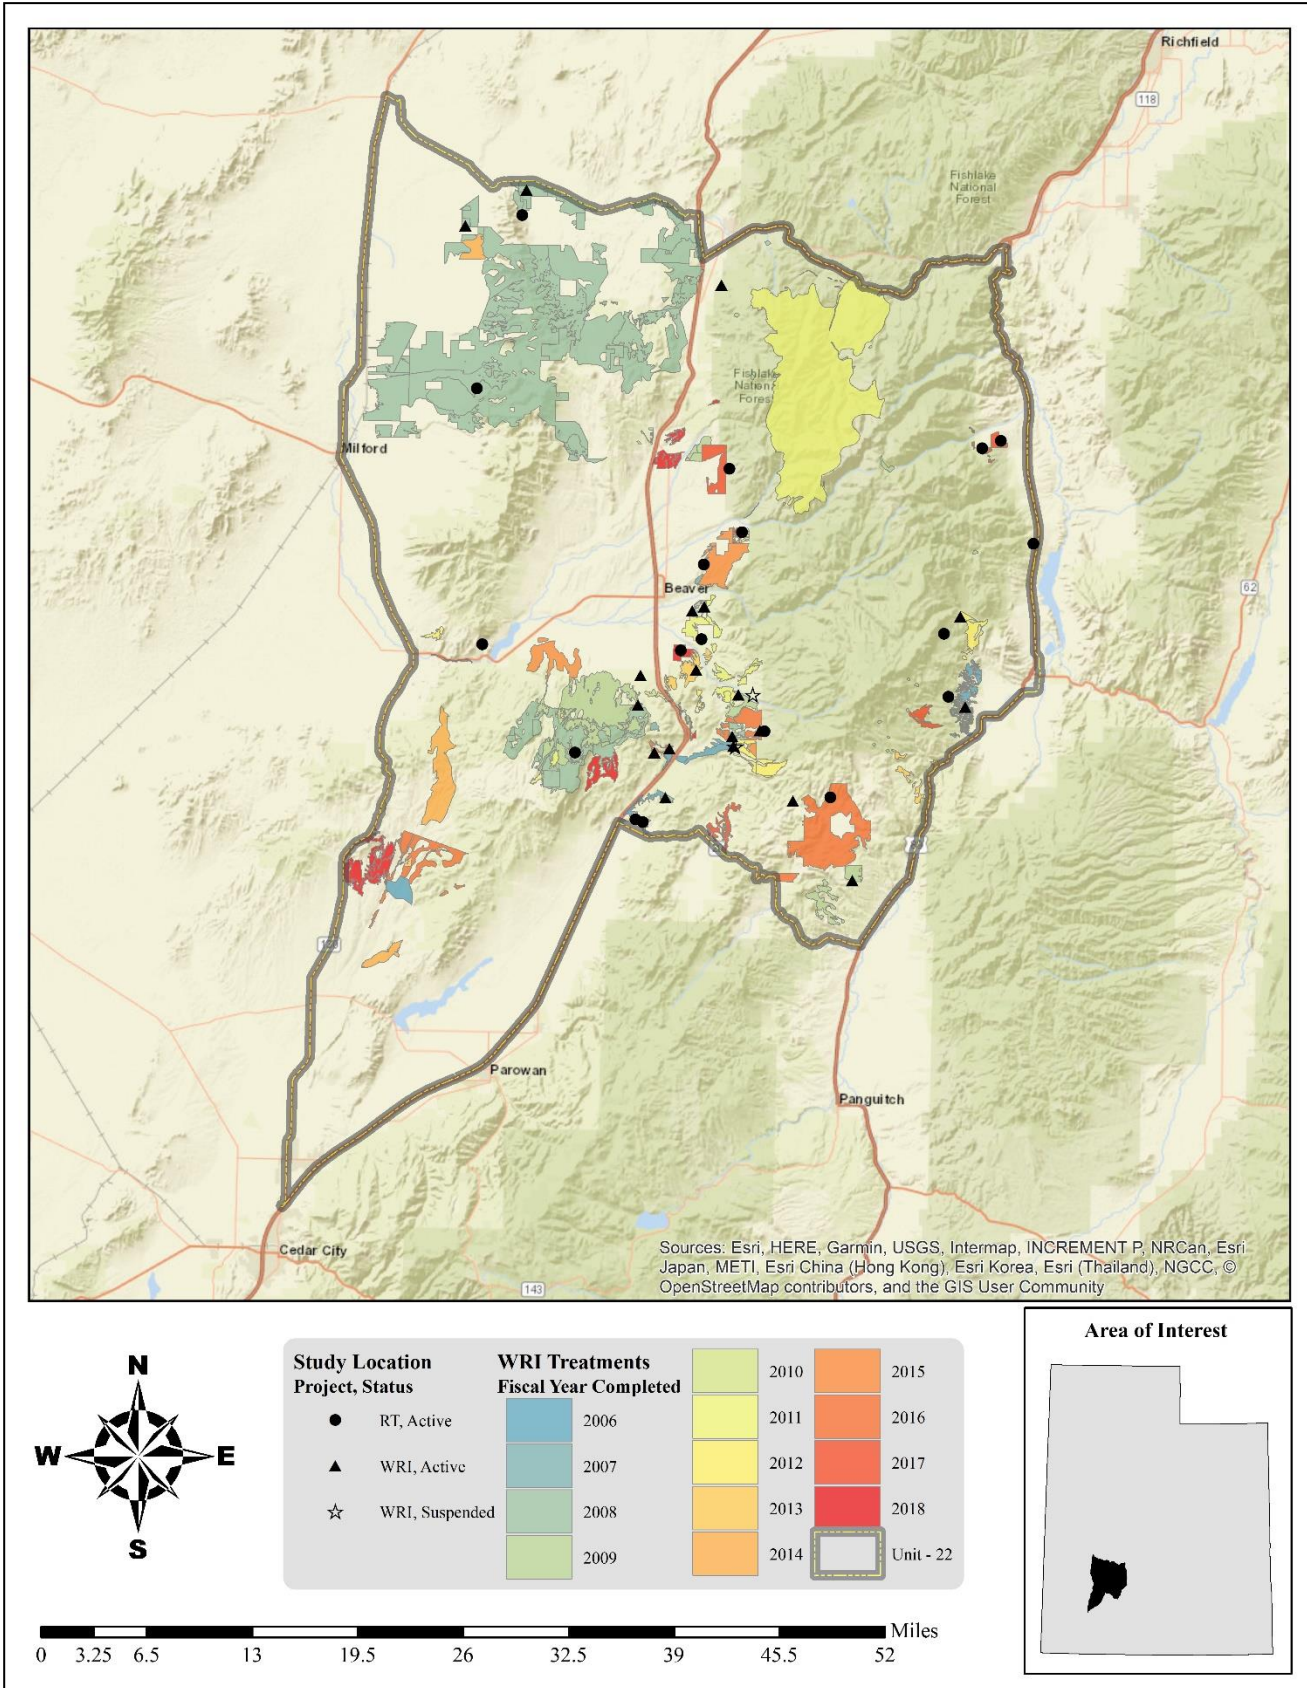 Richfield
118
Fishlake
National
Forest
Fishlake
National
Forest
Milford
Beaver
62
Parowan
Panguitch
Cedar City
143
Sources: Esri, HERE, Garmin, USGS, Intermap, INCREMENT P, NRCan, Esri
Japan, METI, Esri China (Hong Kong), Esri Korea, Esri (Thailand), NGCC, ©
OpenStreetMap contributors, and the GIS User Community
N
W E
S
Study Location
Project, Status
RT, Active
WRI, Active
WRI, Suspended
WRI Treatments
Fiscal Year Completed
2006
2007
2008
2009
2010
2011
2012
2013
2014
2015
2016
2017
2018
Unit - 22
Area of Interest
Miles
0 3.25 6.5 13 19.5 26 32.5 39 45.5 52